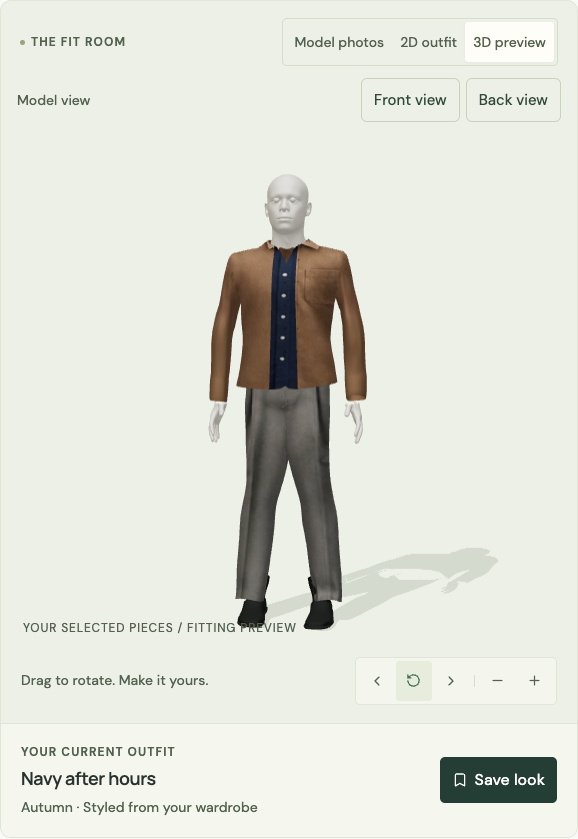 THE FIT ROOM
Model photos 2D outfit 3D preview
Model view
Front view Back view
YOUR SELECTED PIECES / FITTING PREVIEW
Drag to rotate. Make it yours.
YOUR CURRENT OUTFIT
Navy after hours
Save look
Autumn · Styled from your wardrobe